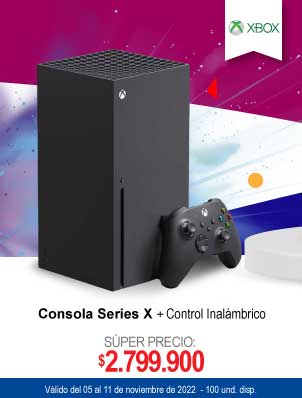 XBOX
Consola Series X + Control Inalámbrico
SÚPER PRECIO:
$2.799.900
Válido del 05 al 11 de noviembre de 2022 - 100 und. disp.